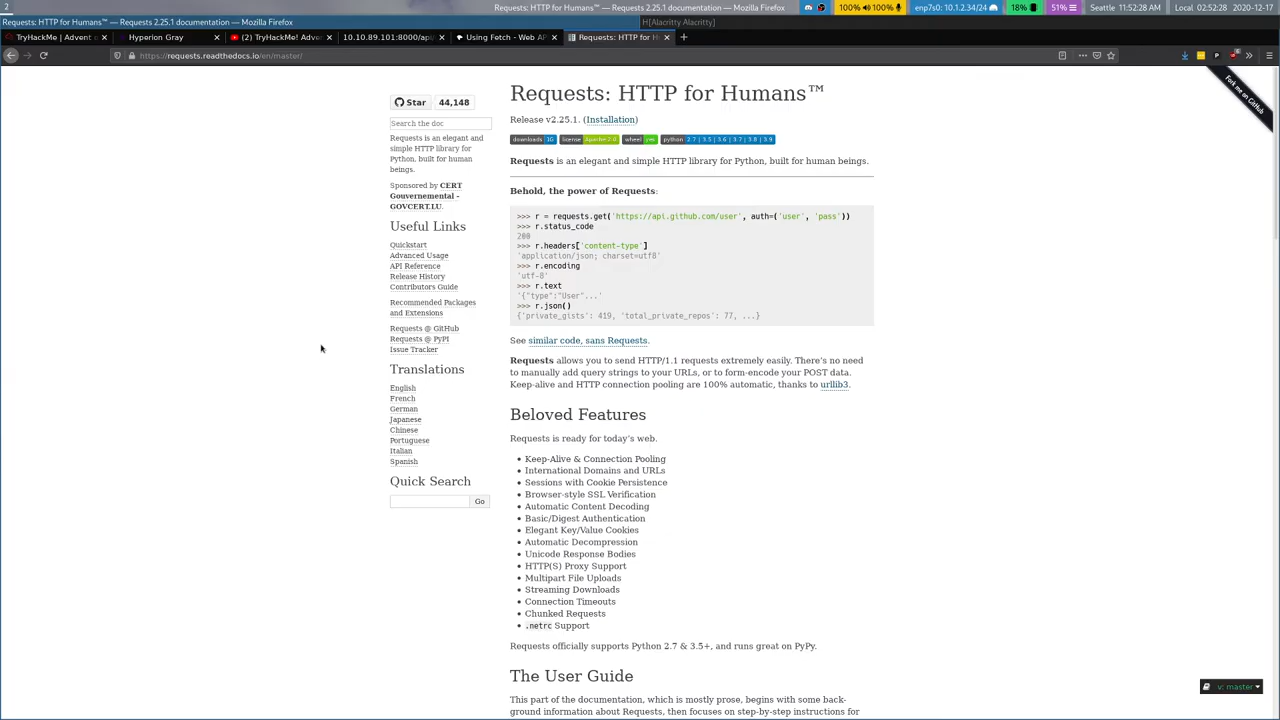 2
Requests: HTTP for Humans™ — Requests 2.25.1 documentation — Mozilla Firefox
100% 100%
enp7s0: 10.1.2.34/24
18%
51%
Seattle: 11:52:28 AM
Local: 02:52:28
2020-12-17
Requests: HTTP for Humans™ — Requests 2.25.1 documentation — Mozilla Firefox
H[Alacritty Alacritty]
TryHackMe | Advent o
Hyperion Gray
(2) TryHackMe! Adve
10.10.89.101:8000/api/
Using Fetch - Web AP
Requests: HTTP for H
https://requests.readthedocs.io/en/master/
Fork me on GitHub
Star 44,148
Search the doc
Requests is an elegant and
simple HTTP library for
Python, built for human
beings.
Sponsored by CERT
Gouvernemental -
GOVCERT.LU.
Useful Links
Quickstart
Advanced Usage
API Reference
Release History
Contributors Guide
Recommended Packages
and Extensions
Requests @ GitHub
Requests @ PyPI
Issue Tracker
Translations
English
French
German
Japanese
Chinese
Portuguese
Italian
Spanish
Quick Search
Go
Requests: HTTP for Humans™
Release v2.25.1. (Installation)
downloads 1G license Apache 2.0 wheel yes python 2.7 | 3.5 | 3.6 | 3.7 | 3.8 | 3.9
Requests is an elegant and simple HTTP library for Python, built for human beings.
Behold, the power of Requests:
>>> r = requests.get('https://api.github.com/user', auth=('user', 'pass'))
>>> r.status_code
200
>>> r.headers['content-type']
'application/json; charset=utf8'
>>> r.encoding
'utf-8'
>>> r.text
'{"type":"User"...'
>>> r.json()
{'private_gists': 419, 'total_private_repos': 77, ...}
See similar code, sans Requests.
Requests allows you to send HTTP/1.1 requests extremely easily. There's no need
to manually add query strings to your URLs, or to form-encode your POST data.
Keep-alive and HTTP connection pooling are 100% automatic, thanks to urllib3.
Beloved Features
Requests is ready for today's web.
• Keep-Alive & Connection Pooling
• International Domains and URLs
• Sessions with Cookie Persistence
• Browser-style SSL Verification
• Automatic Content Decoding
• Basic/Digest Authentication
• Elegant Key/Value Cookies
• Automatic Decompression
• Unicode Response Bodies
• HTTP(S) Proxy Support
• Multipart File Uploads
• Streaming Downloads
• Connection Timeouts
• Chunked Requests
• .netrc Support
Requests officially supports Python 2.7 & 3.5+, and runs great on PyPy.
The User Guide
This part of the documentation, which is mostly prose, begins with some back-
ground information about Requests, then focuses on step-by-step instructions for
v: master